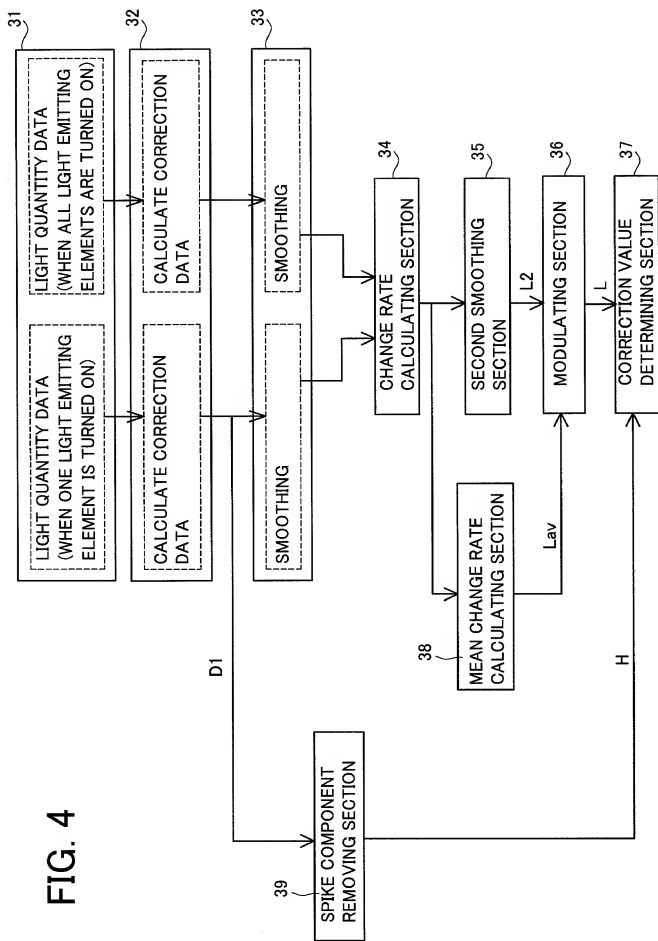 FIG. 4
31
LIGHT QUANTITY DATA
(WHEN ONE LIGHT EMITTING
ELEMENT IS TURNED ON)
LIGHT QUANTITY DATA
(WHEN ALL LIGHT EMITTING
ELEMENTS ARE TURNED ON)
32
CALCULATE CORRECTION
DATA
CALCULATE CORRECTION
DATA
33
SMOOTHING
SMOOTHING
D1
34
CHANGE RATE
CALCULATING SECTION
35
SECOND SMOOTHING
SECTION
L2
36
MODULATING SECTION
L
37
CORRECTION VALUE
DETERMINING SECTION
38
MEAN CHANGE RATE
CALCULATING SECTION
Lav
39
SPIKE COMPONENT
REMOVING SECTION
H